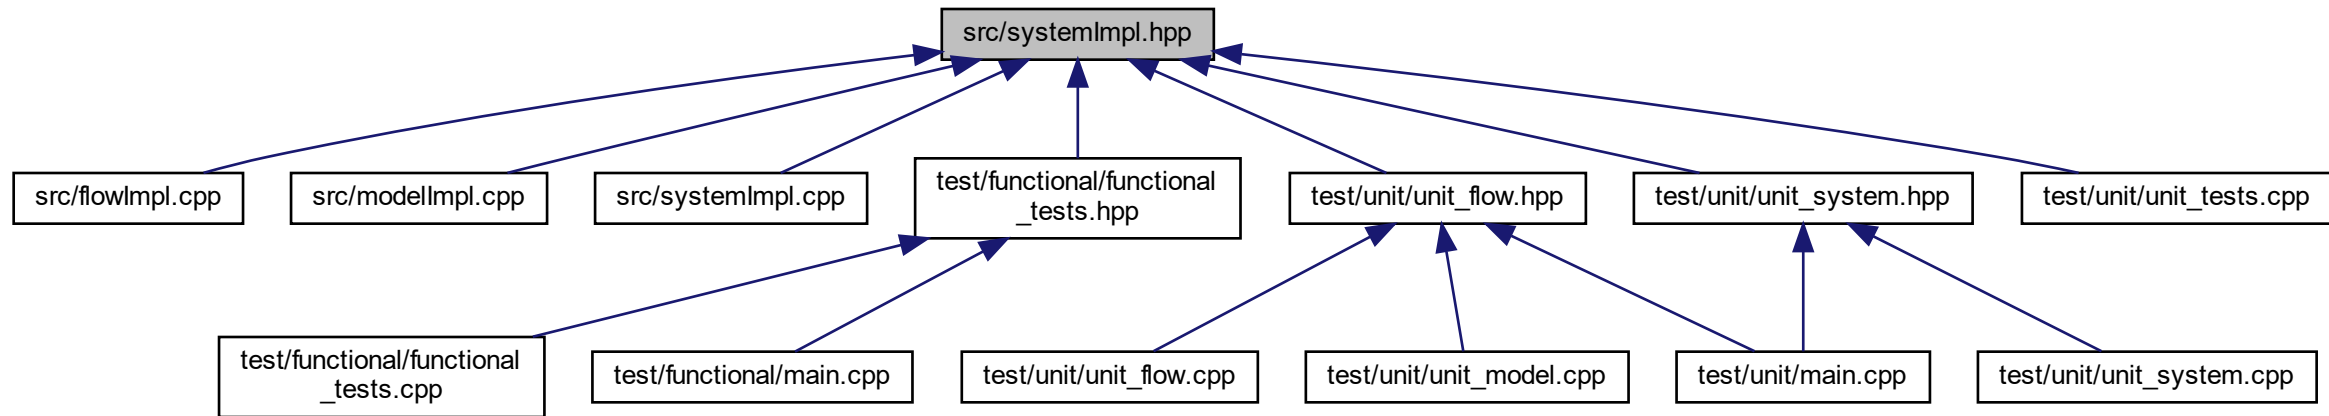 src/systemImpl.hpp
src/flowImpl.cpp
src/modelImpl.cpp
src/systemImpl.cpp
test/functional/functional
_tests.hpp
test/unit/unit_flow.hpp
test/unit/unit_system.hpp
test/unit/unit_tests.cpp
test/functional/functional
_tests.cpp
test/functional/main.cpp
test/unit/unit_flow.cpp
test/unit/unit_model.cpp
test/unit/main.cpp
test/unit/unit_system.cpp